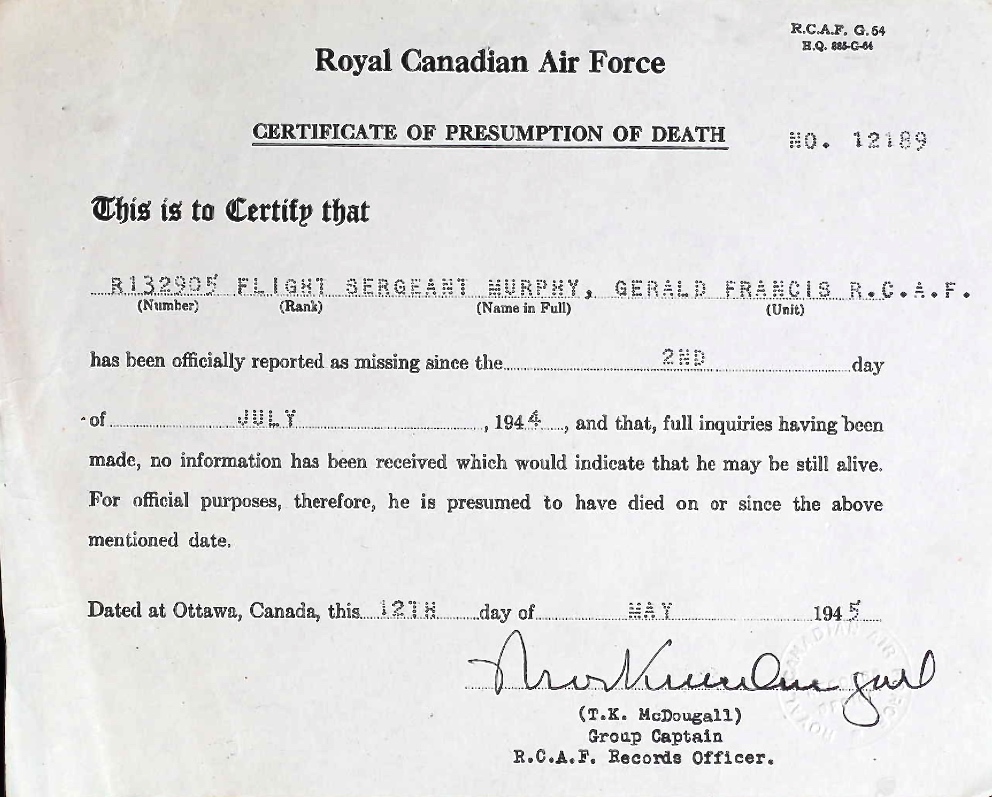 R.C.A.F. G.64
H.Q. 885-G-64
Royal Canadian Air Force
CERTIFICATE OF PRESUMPTION OF DEATH
NO. 12189
This is to Certify that
R132905 FLIGHT SERGEANT MURPHY, GERALD FRANCIS R.C.A.F.
(Number) (Rank) (Name in Full) (Unit)
has been officially reported as missing since the 2ND day
of JULY, 1944, and that, full inquiries having been
made, no information has been received which would indicate that he may be still alive.
For official purposes, therefore, he is presumed to have died on or since the above
mentioned date.
Dated at Ottawa, Canada, this 12TH day of MAY 1945
(T.K. McDougall)
Group Captain
R.C.A.F. Records Officer.